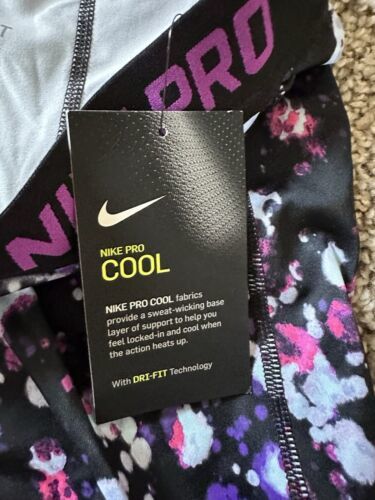 T
PRO
NIKE PRO
NIKE PRO
COOL
NIKE PRO COOL fabrics
provide a sweat-wicking base
layer of support to help you
feel locked-in and cool when
the action heats up.
With DRI-FIT Technology